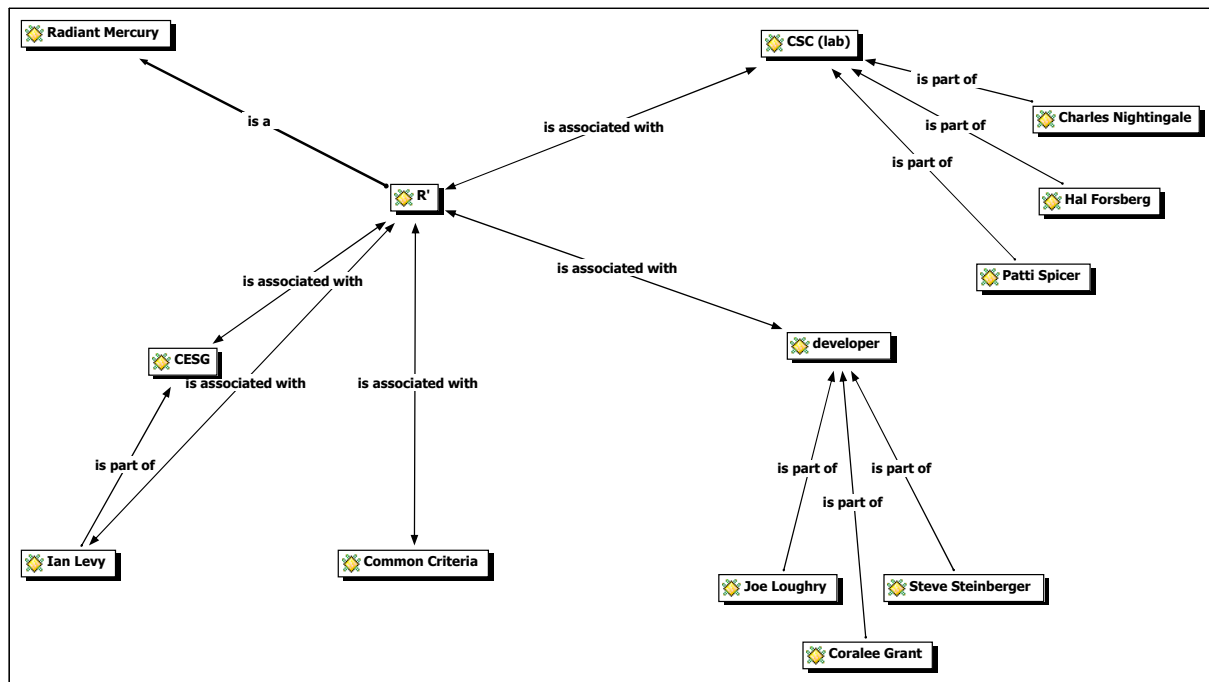 Radiant Mercury
CSC (lab)
is part of
Charles Nightingale
is a
is associated with
is part of
is part of
R'
Hal Forsberg
is associated with
Patti Spicer
is associated with
developer
CESG
is associated with
is associated with
is part of
is part of
is part of
is part of
Ian Levy
Common Criteria
Joe Loughry
Steve Steinberger
Coralee Grant